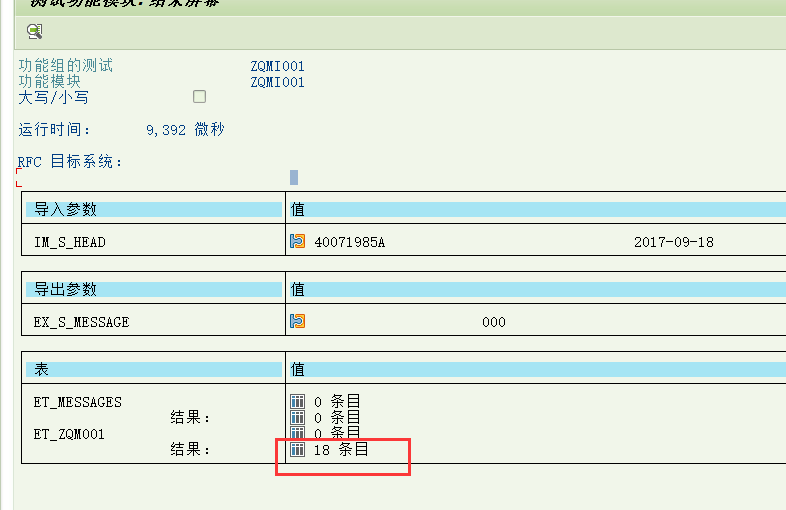 测试功能模块:结果屏幕
功能组的测试 ZQMI001
功能模块 ZQMI001
大写/小写
运行时间: 9,392 微秒
RFC 目标系统:
导入参数 值
IM_S_HEAD 40071985A 2017-09-18
导出参数 值
EX_S_MESSAGE 000
表 值
ET_MESSAGES 0 条目
结果: 0 条目
ET_ZQM001 0 条目
结果: 18 条目